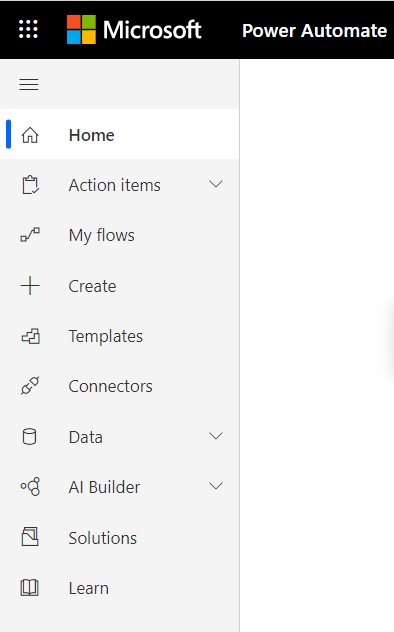 Microsoft Power Automate
Home
Action items
My flows
Create
Templates
Connectors
Data
AI Builder
Solutions
Learn